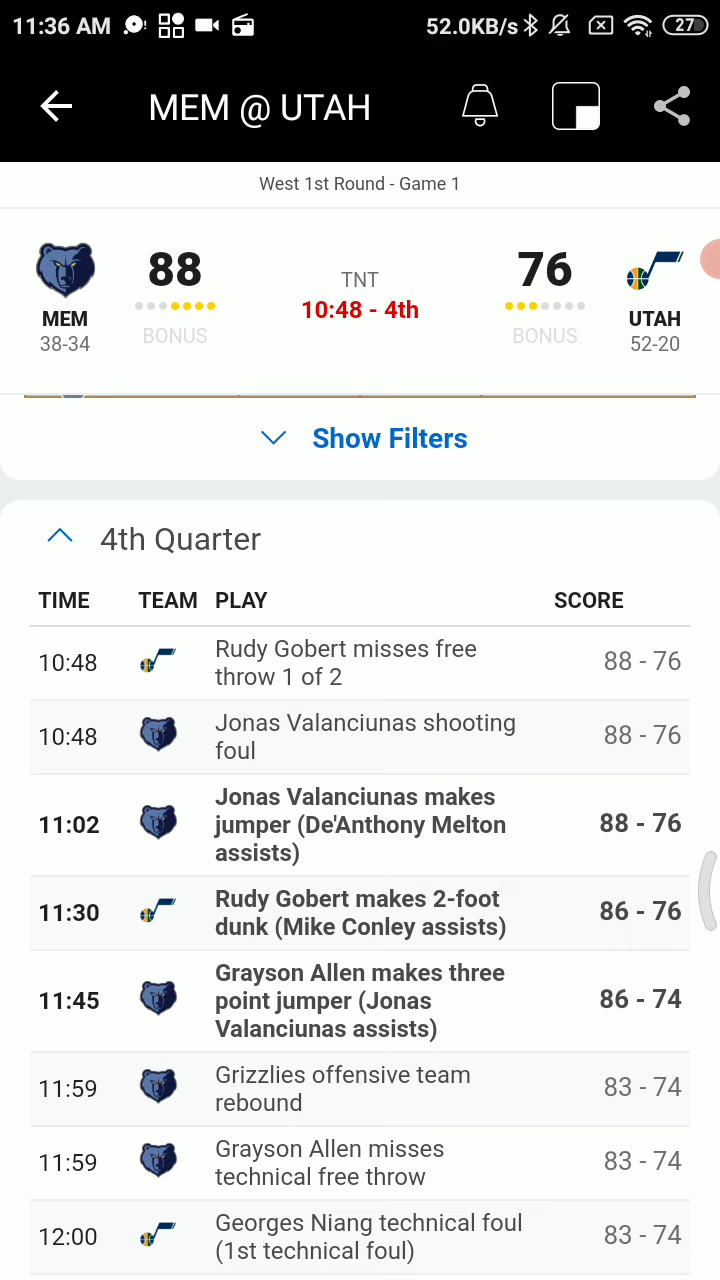 11:36 AM 52.0KB/s 27
MEM @ UTAH
West 1st Round - Game 1
88 TNT 76
10:48 - 4th
MEM BONUS BONUS UTAH
38-34 52-20
Show Filters
4th Quarter
TIME TEAM PLAY SCORE
10:48 Rudy Gobert misses free 88 - 76
throw 1 of 2
10:48 Jonas Valanciunas shooting 88 - 76
foul
Jonas Valanciunas makes
11:02 jumper (De'Anthony Melton 88 - 76
assists)
11:30 Rudy Gobert makes 2-foot 86 - 76
dunk (Mike Conley assists)
Grayson Allen makes three
11:45 point jumper (Jonas 86 - 74
Valanciunas assists)
11:59 Grizzlies offensive team 83 - 74
rebound
11:59 Grayson Allen misses 83 - 74
technical free throw
12:00 Georges Niang technical foul 83 - 74
(1st technical foul)